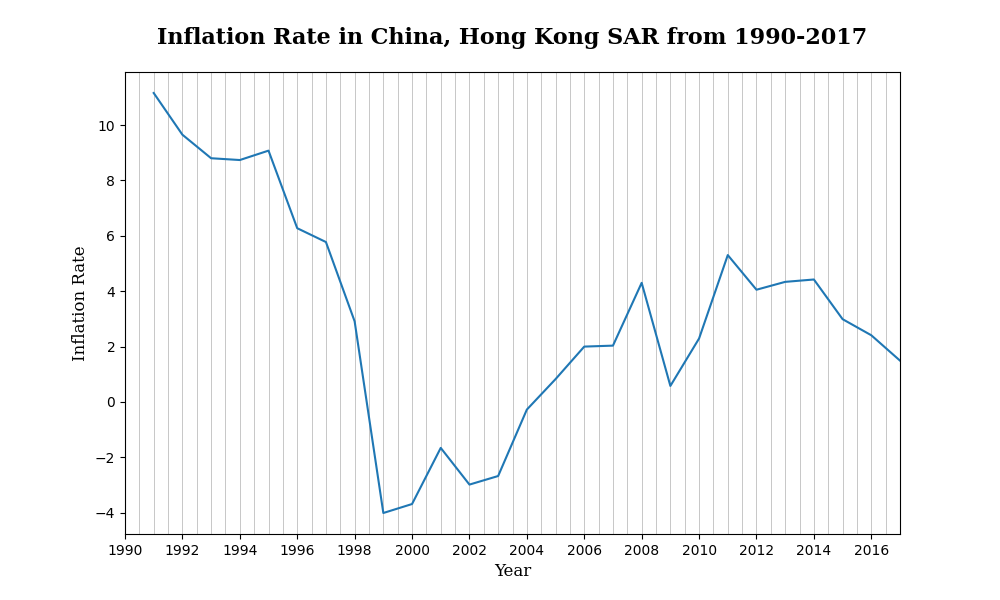 Inflation Rate in China, Hong Kong SAR from 1990-2017
Inflation Rate
10
8
6
4
2
0
−2
−4
1990 1992 1994 1996 1998 2000 2002 2004 2006 2008 2010 2012 2014 2016
Year